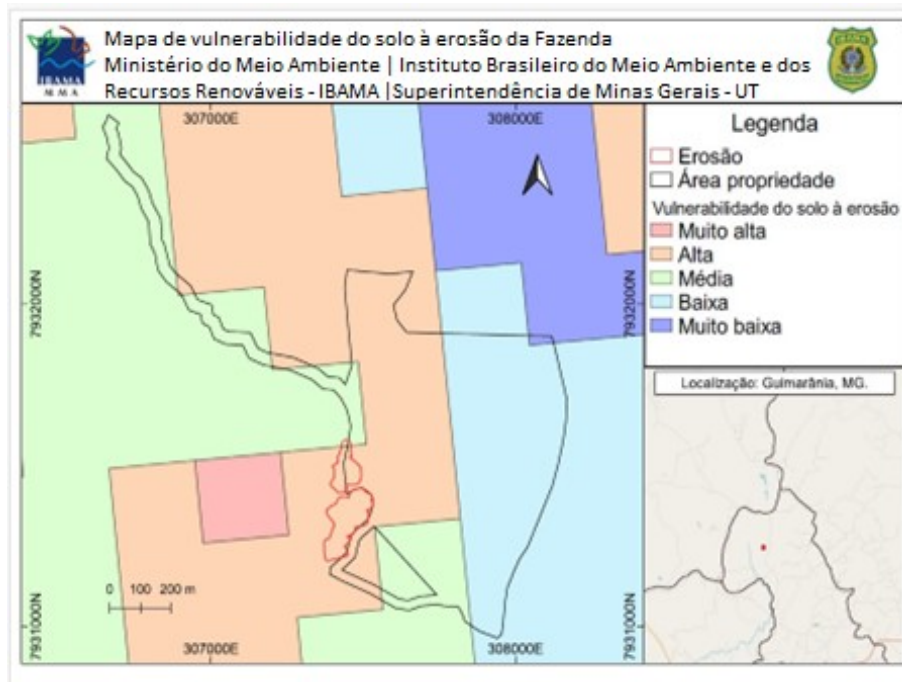 Mapa de vulnerabilidade do solo à erosão da Fazenda
Ministério do Meio Ambiente | Instituto Brasileiro do Meio Ambiente e dos
Recursos Renováveis - IBAMA |Superintendência de Minas Gerais - UT
IBAMA
M M A
307000E
308000E
7932000N
7932000N
7931000N
7931000N
0 100 200 m
307000E
308000E
Legenda
Erosão
Área propriedade
Vulnerabilidade do solo à erosão
Muito alta
Alta
Média
Baixa
Muito baixa
Localização: Guimarânia, MG.